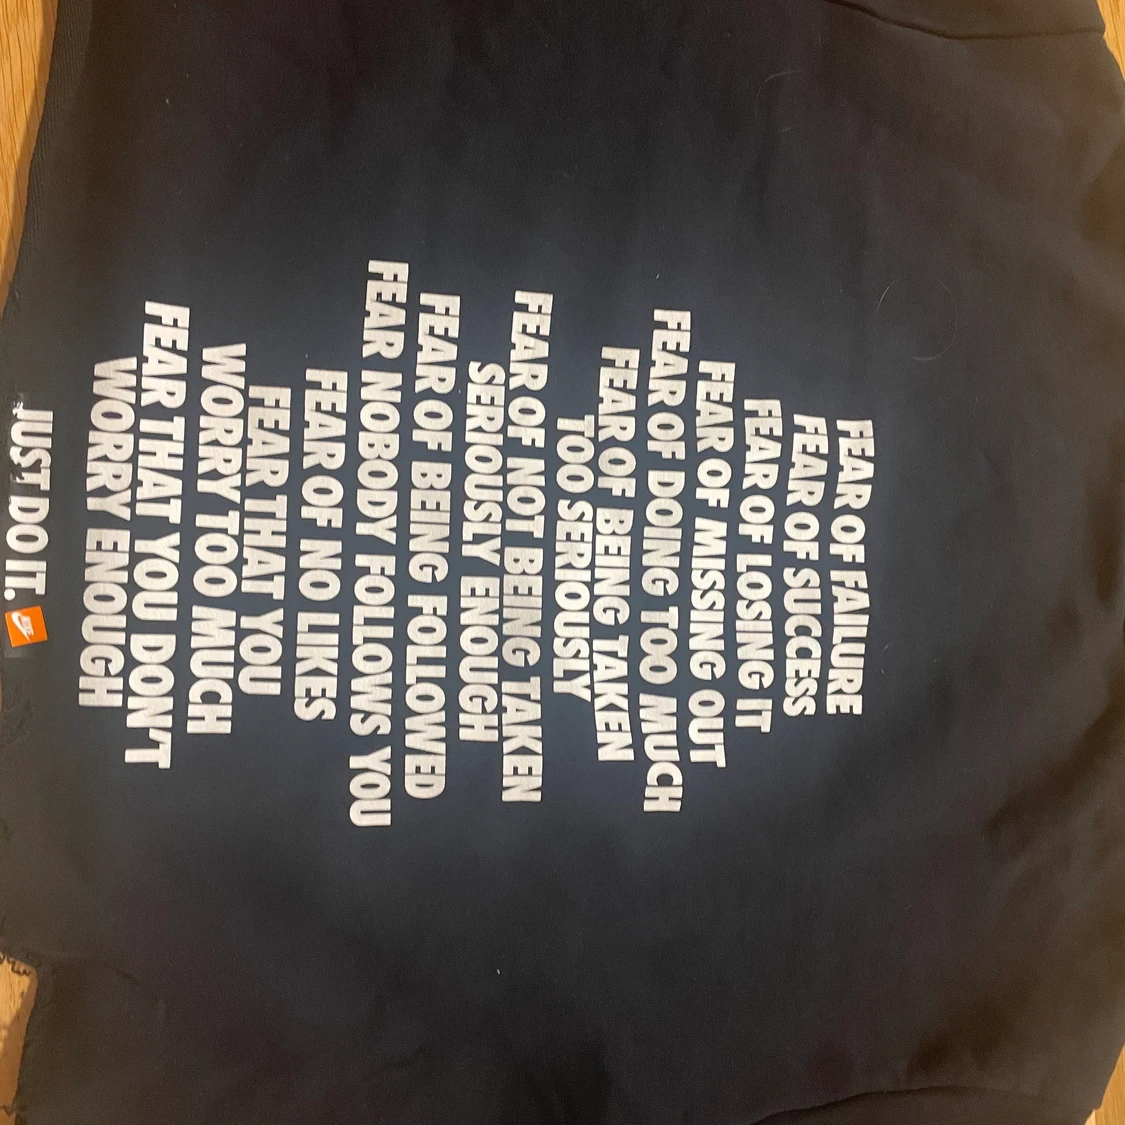 FEAR OF FAILURE
FEAR OF SUCCESS
FEAR OF LOSING IT
FEAR OF MISSING OUT
FEAR OF DOING TOO MUCH
FEAR OF BEING TAKEN
TOO SERIOUSLY
FEAR OF NOT BEING TAKEN
SERIOUSLY ENOUGH
FEAR OF BEING FOLLOWED
FEAR NOBODY FOLLOWS YOU
FEAR OF NO LIKES
FEAR THAT YOU
WORRY TOO MUCH
FEAR THAT YOU DON'T
WORRY ENOUGH
JUST DO IT.
NIKE